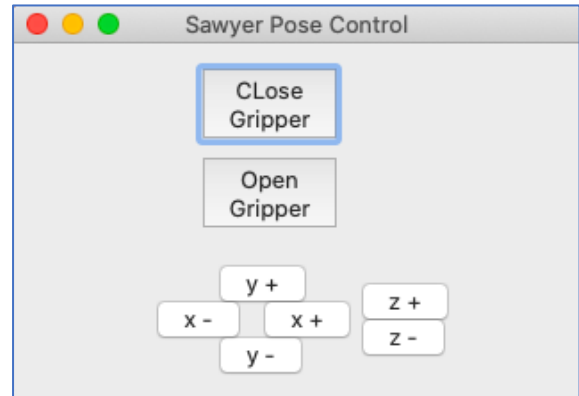 Sawyer Pose Control
CLose
Gripper
Open
Gripper
y +
z +
x -
x +
z -
y -